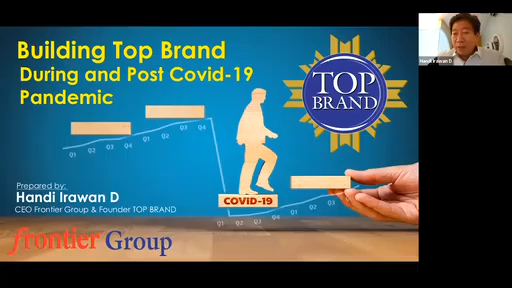 Building Top Brand
During and Post Covid-19
Pandemic
TOP
BRAND
Handi Irawan D
Q1
Q2
Q3
Q4
Q1
Q2
Q3
Q4
Prepared by:
Handi Irawan D
CEO Frontier Group & Founder TOP BRAND
COVID-19
Q1
Q2
Q3
Q4
Q1
Q2
Q3
frontier Group